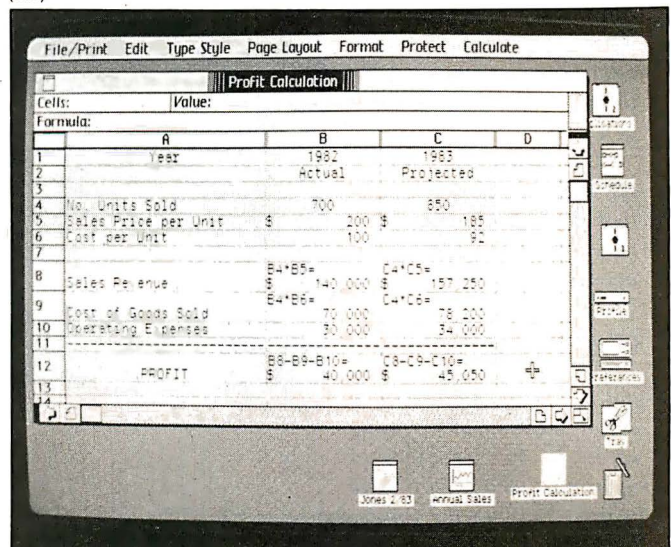 File/Print Edit Type Style Page Layout Format Protect Calculate
Profit Calculation
Cells: Value:
Formula:
A B C D
1 Year 1982 1983
2 Actual Projected
3
4 No. Units Sold 700 850
5 Sales Price per Unit $ 200 $ 185
6 Cost per Unit 100 92
7
B4*B5= C4*C5=
8 Sales Revenue $ 140,000 $ 157,250
B4*B6= C4*C6=
9 Cost of Goods Sold 70,000 78,200
10 Operating Expenses 30,000 34,000
11
B8-B9-B10= C8-C9-C10=
12 PROFIT $ 40,000 $ 45,050
13
14
Schedule
Profile
Preferences
Tray
Jones 2/83 Annual Sales Profit Calculation